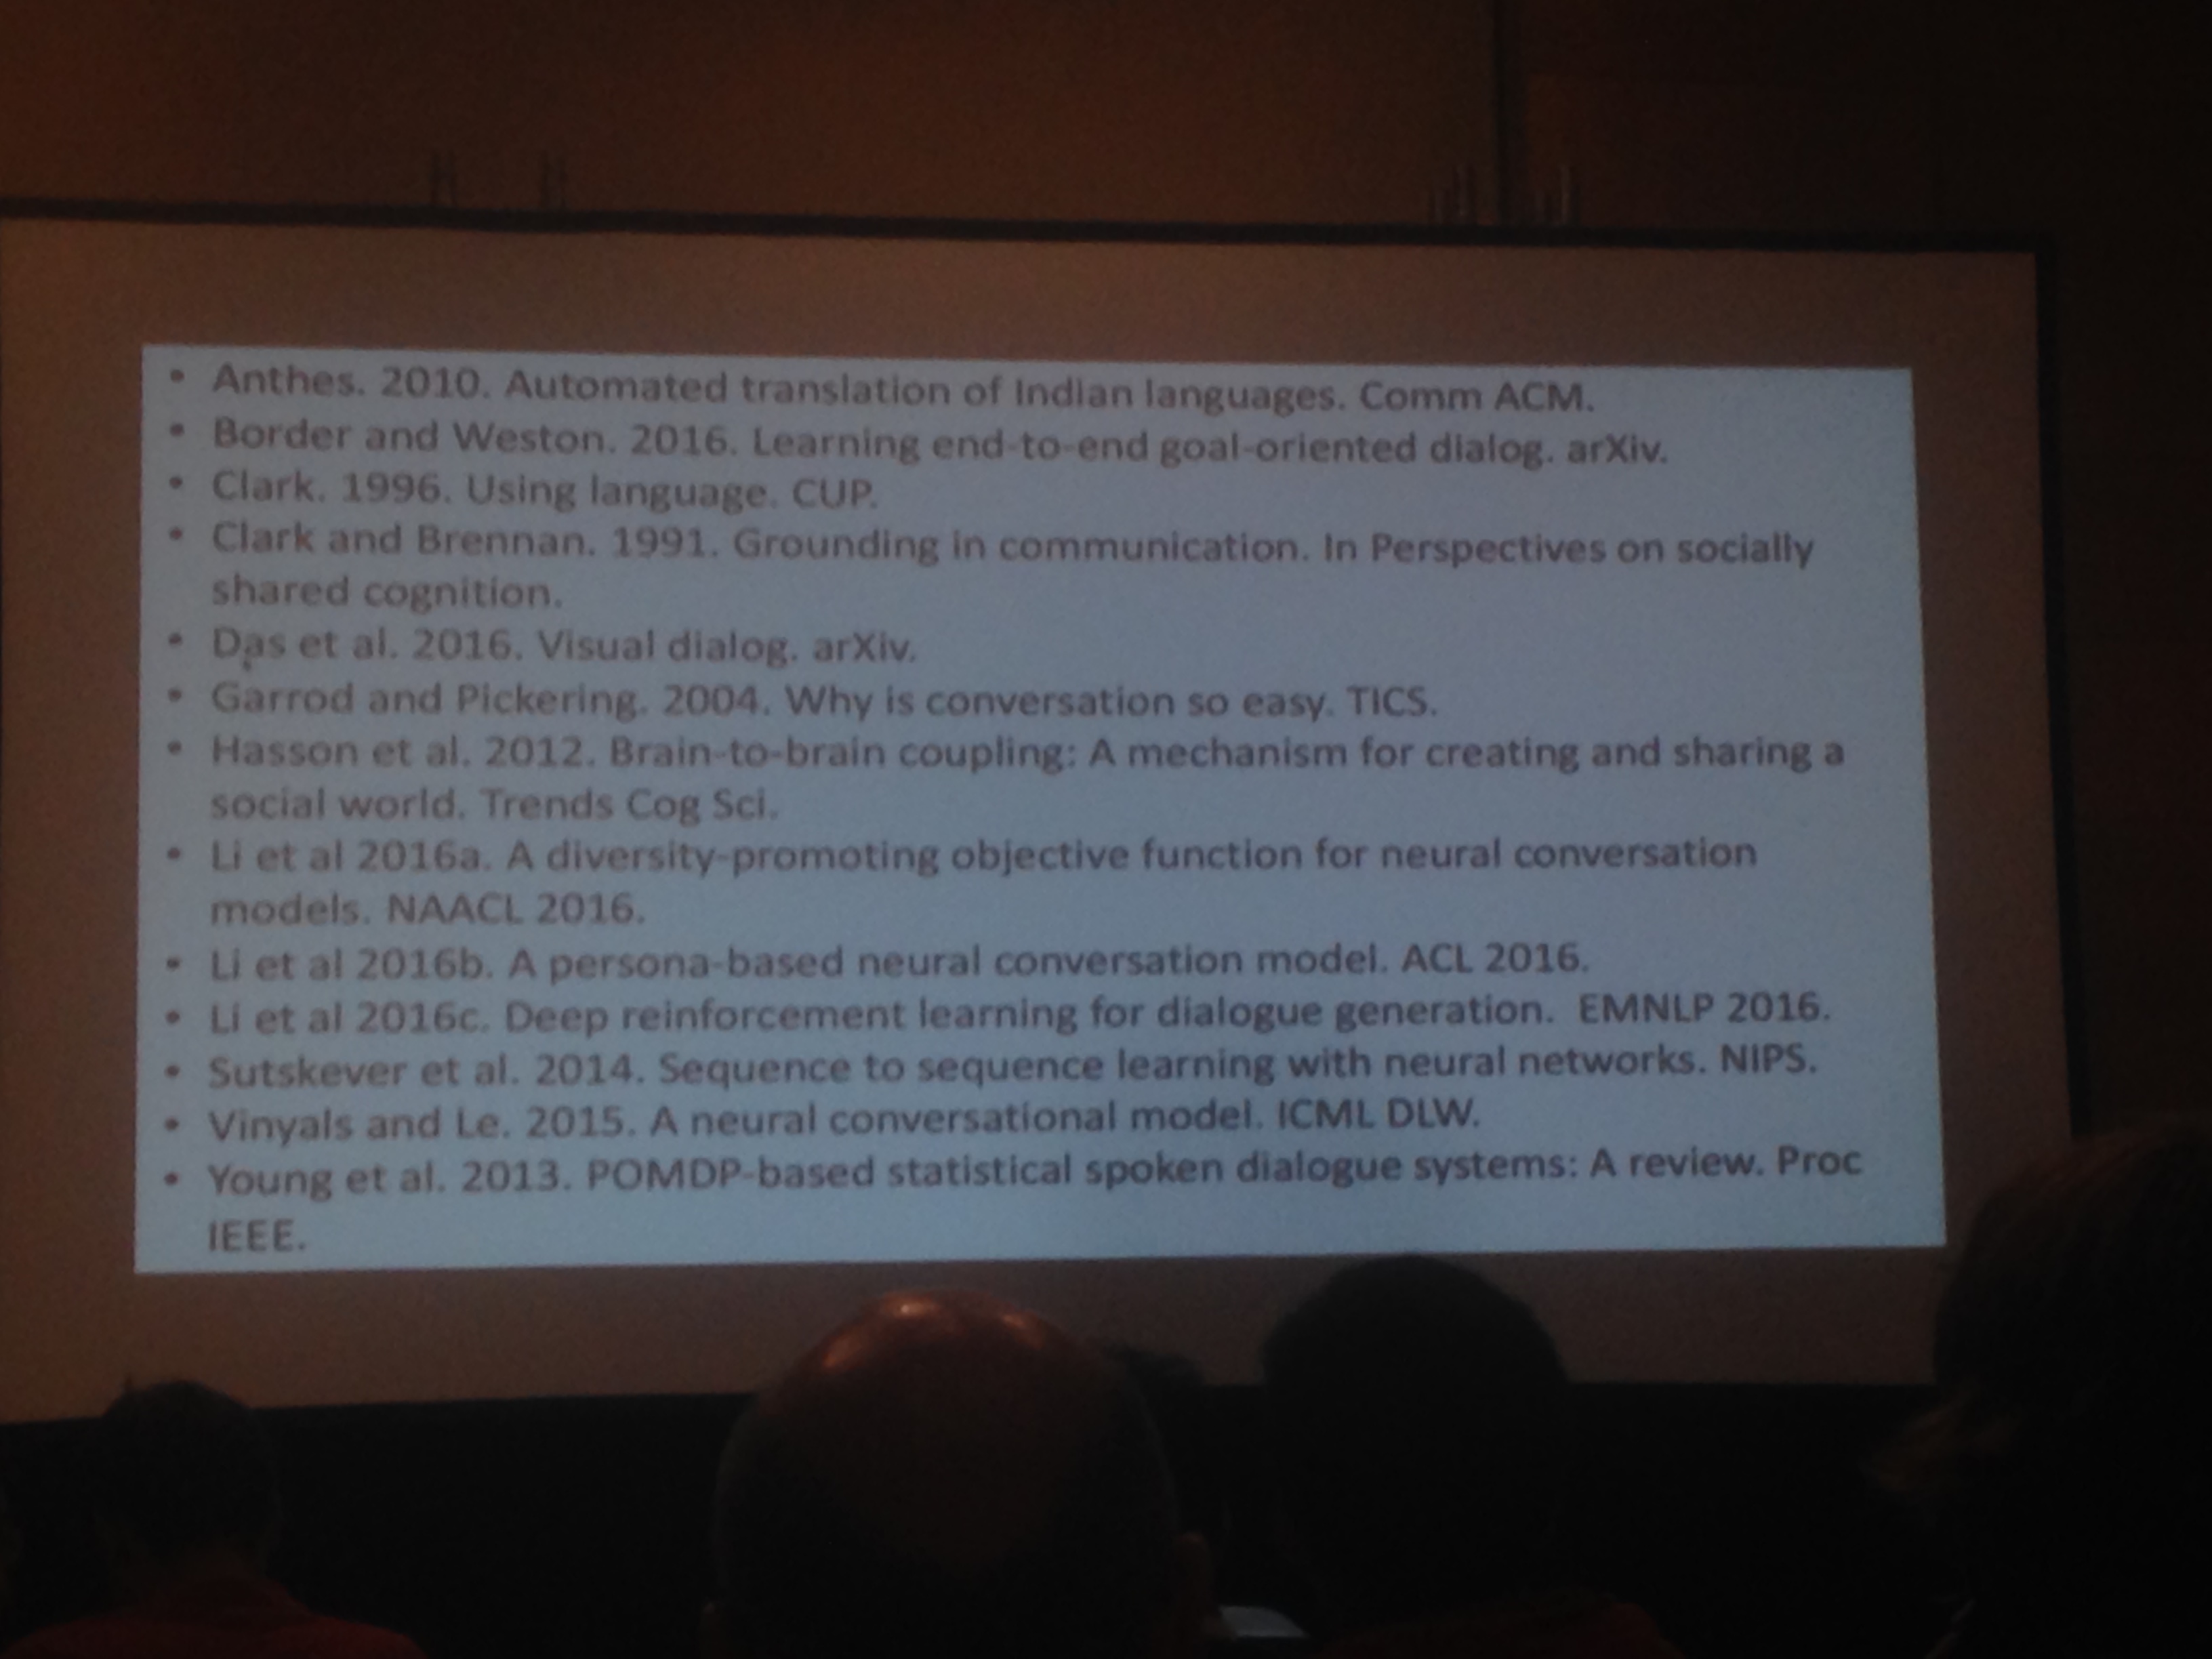 • Anthes. 2010. Automated translation of Indian languages. Comm ACM.
• Border and Weston. 2016. Learning end-to-end goal-oriented dialog. arXiv.
• Clark. 1996. Using language. CUP.
• Clark and Brennan. 1991. Grounding in communication. In Perspectives on socially
shared cognition.
• Das et al. 2016. Visual dialog. arXiv.
• Garrod and Pickering. 2004. Why is conversation so easy. TICS.
• Hasson et al. 2012. Brain-to-brain coupling: A mechanism for creating and sharing a
social world. Trends Cog Sci.
• Li et al 2016a. A diversity-promoting objective function for neural conversation
models. NAACL 2016.
• Li et al 2016b. A persona-based neural conversation model. ACL 2016.
• Li et al 2016c. Deep reinforcement learning for dialogue generation. EMNLP 2016.
• Sutskever et al. 2014. Sequence to sequence learning with neural networks. NIPS.
• Vinyals and Le. 2015. A neural conversational model. ICML DLW.
• Young et al. 2013. POMDP-based statistical spoken dialogue systems: A review. Proc
IEEE.